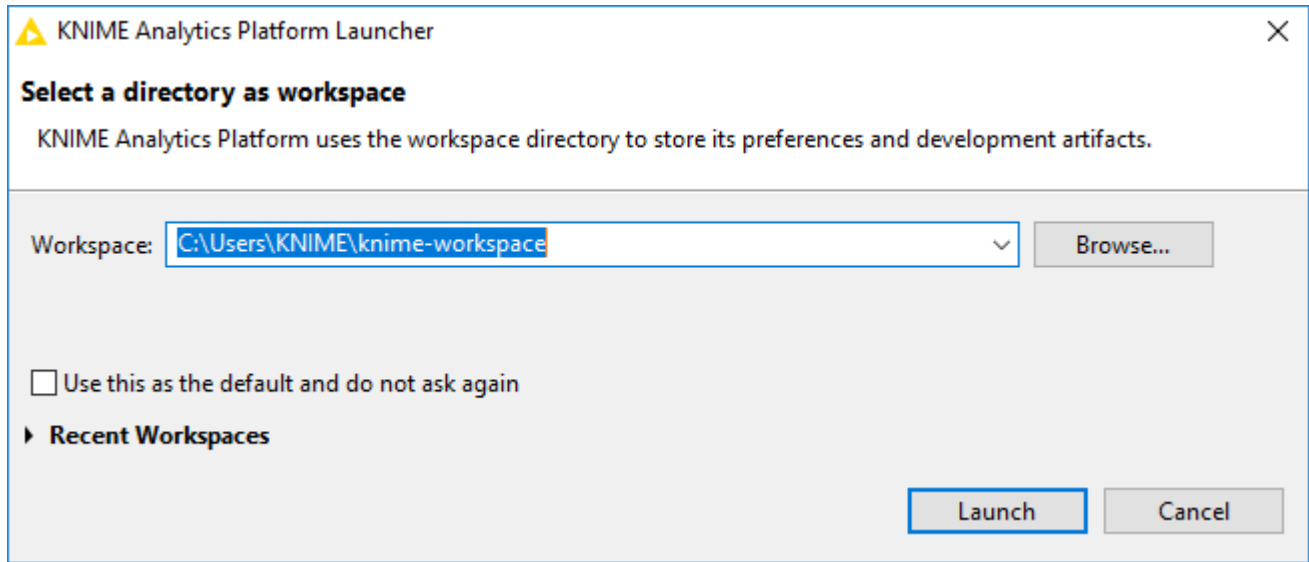 KNIME Analytics Platform Launcher
Select a directory as workspace
KNIME Analytics Platform uses the workspace directory to store its preferences and development artifacts.
Workspace: C:\Users\KNIME\knime-workspace Browse...
Use this as the default and do not ask again
Recent Workspaces
Launch Cancel